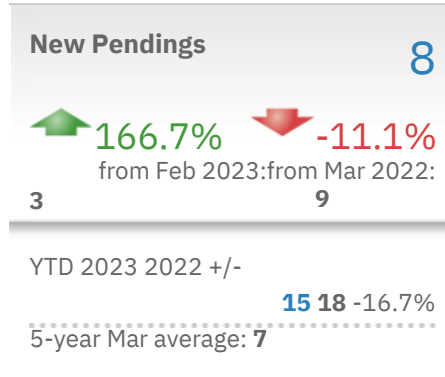 New Pendings 8
166.7% -11.1%
from Feb 2023:from Mar 2022:
3 9
YTD 2023 2022 +/-
15 18 -16.7%
5-year Mar average: 7